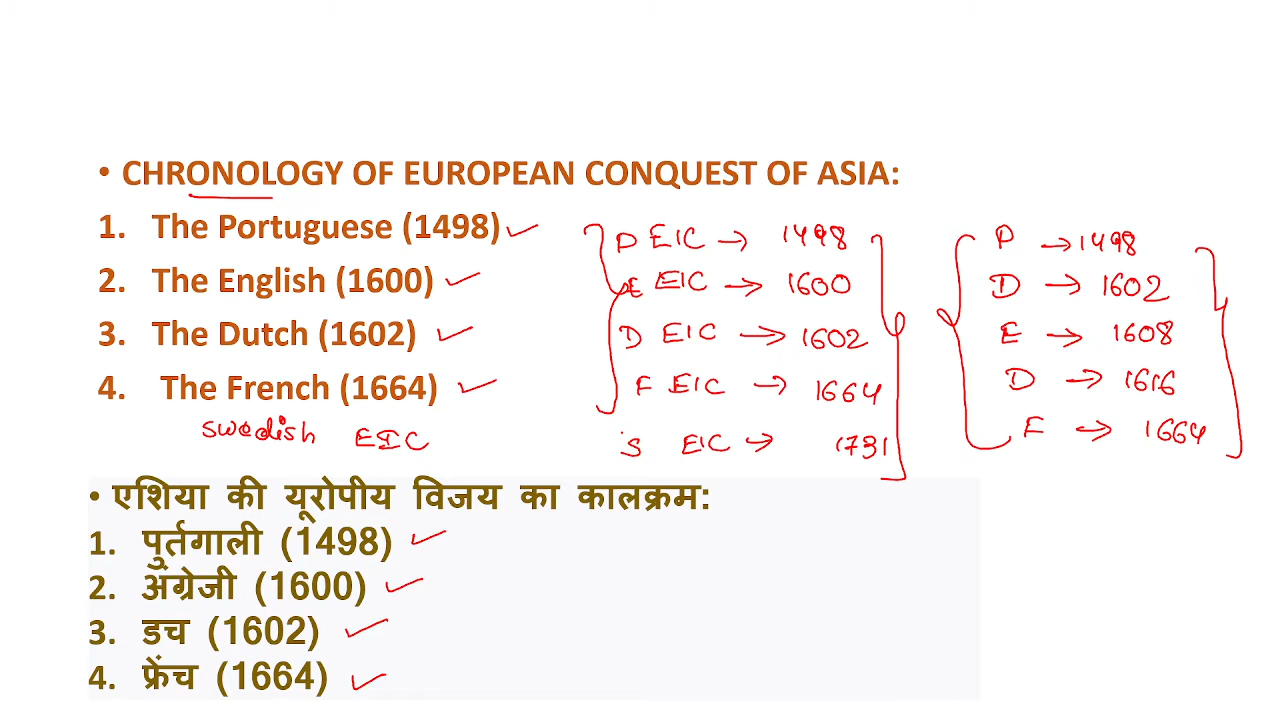 • CHRONOLOGY OF EUROPEAN CONQUEST OF ASIA:
1. The Portuguese (1498)
2. The English (1600)
3. The Dutch (1602)
4. The French (1664)
swedish EIC
P EIC → 1498
E EIC → 1600
D EIC → 1602
F EIC → 1664
S EIC → 1731
P → 1498
D → 1602
E → 1608
D → 1616
F → 1664
• एशिया की यूरोपीय विजय का कालक्रम:
1. पुर्तगाली (1498)
2. अंग्रेजी (1600)
3. डच (1602)
4. फ्रेंच (1664)